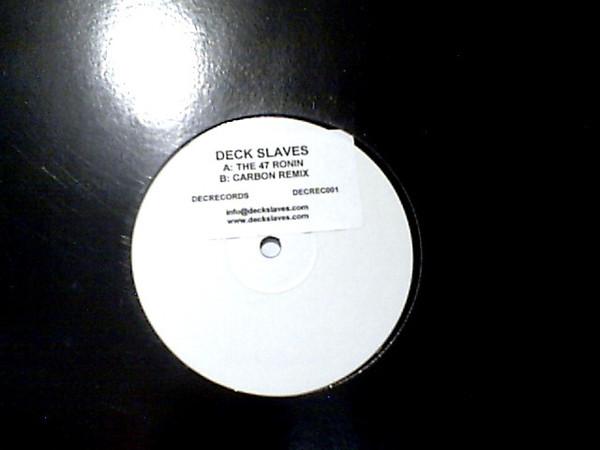 DECK SLAVES
A: THE 47 RONIN
B: CARBON REMIX
DECRECORDS DECREC001
info@deckslaves.com
www.deckslaves.com